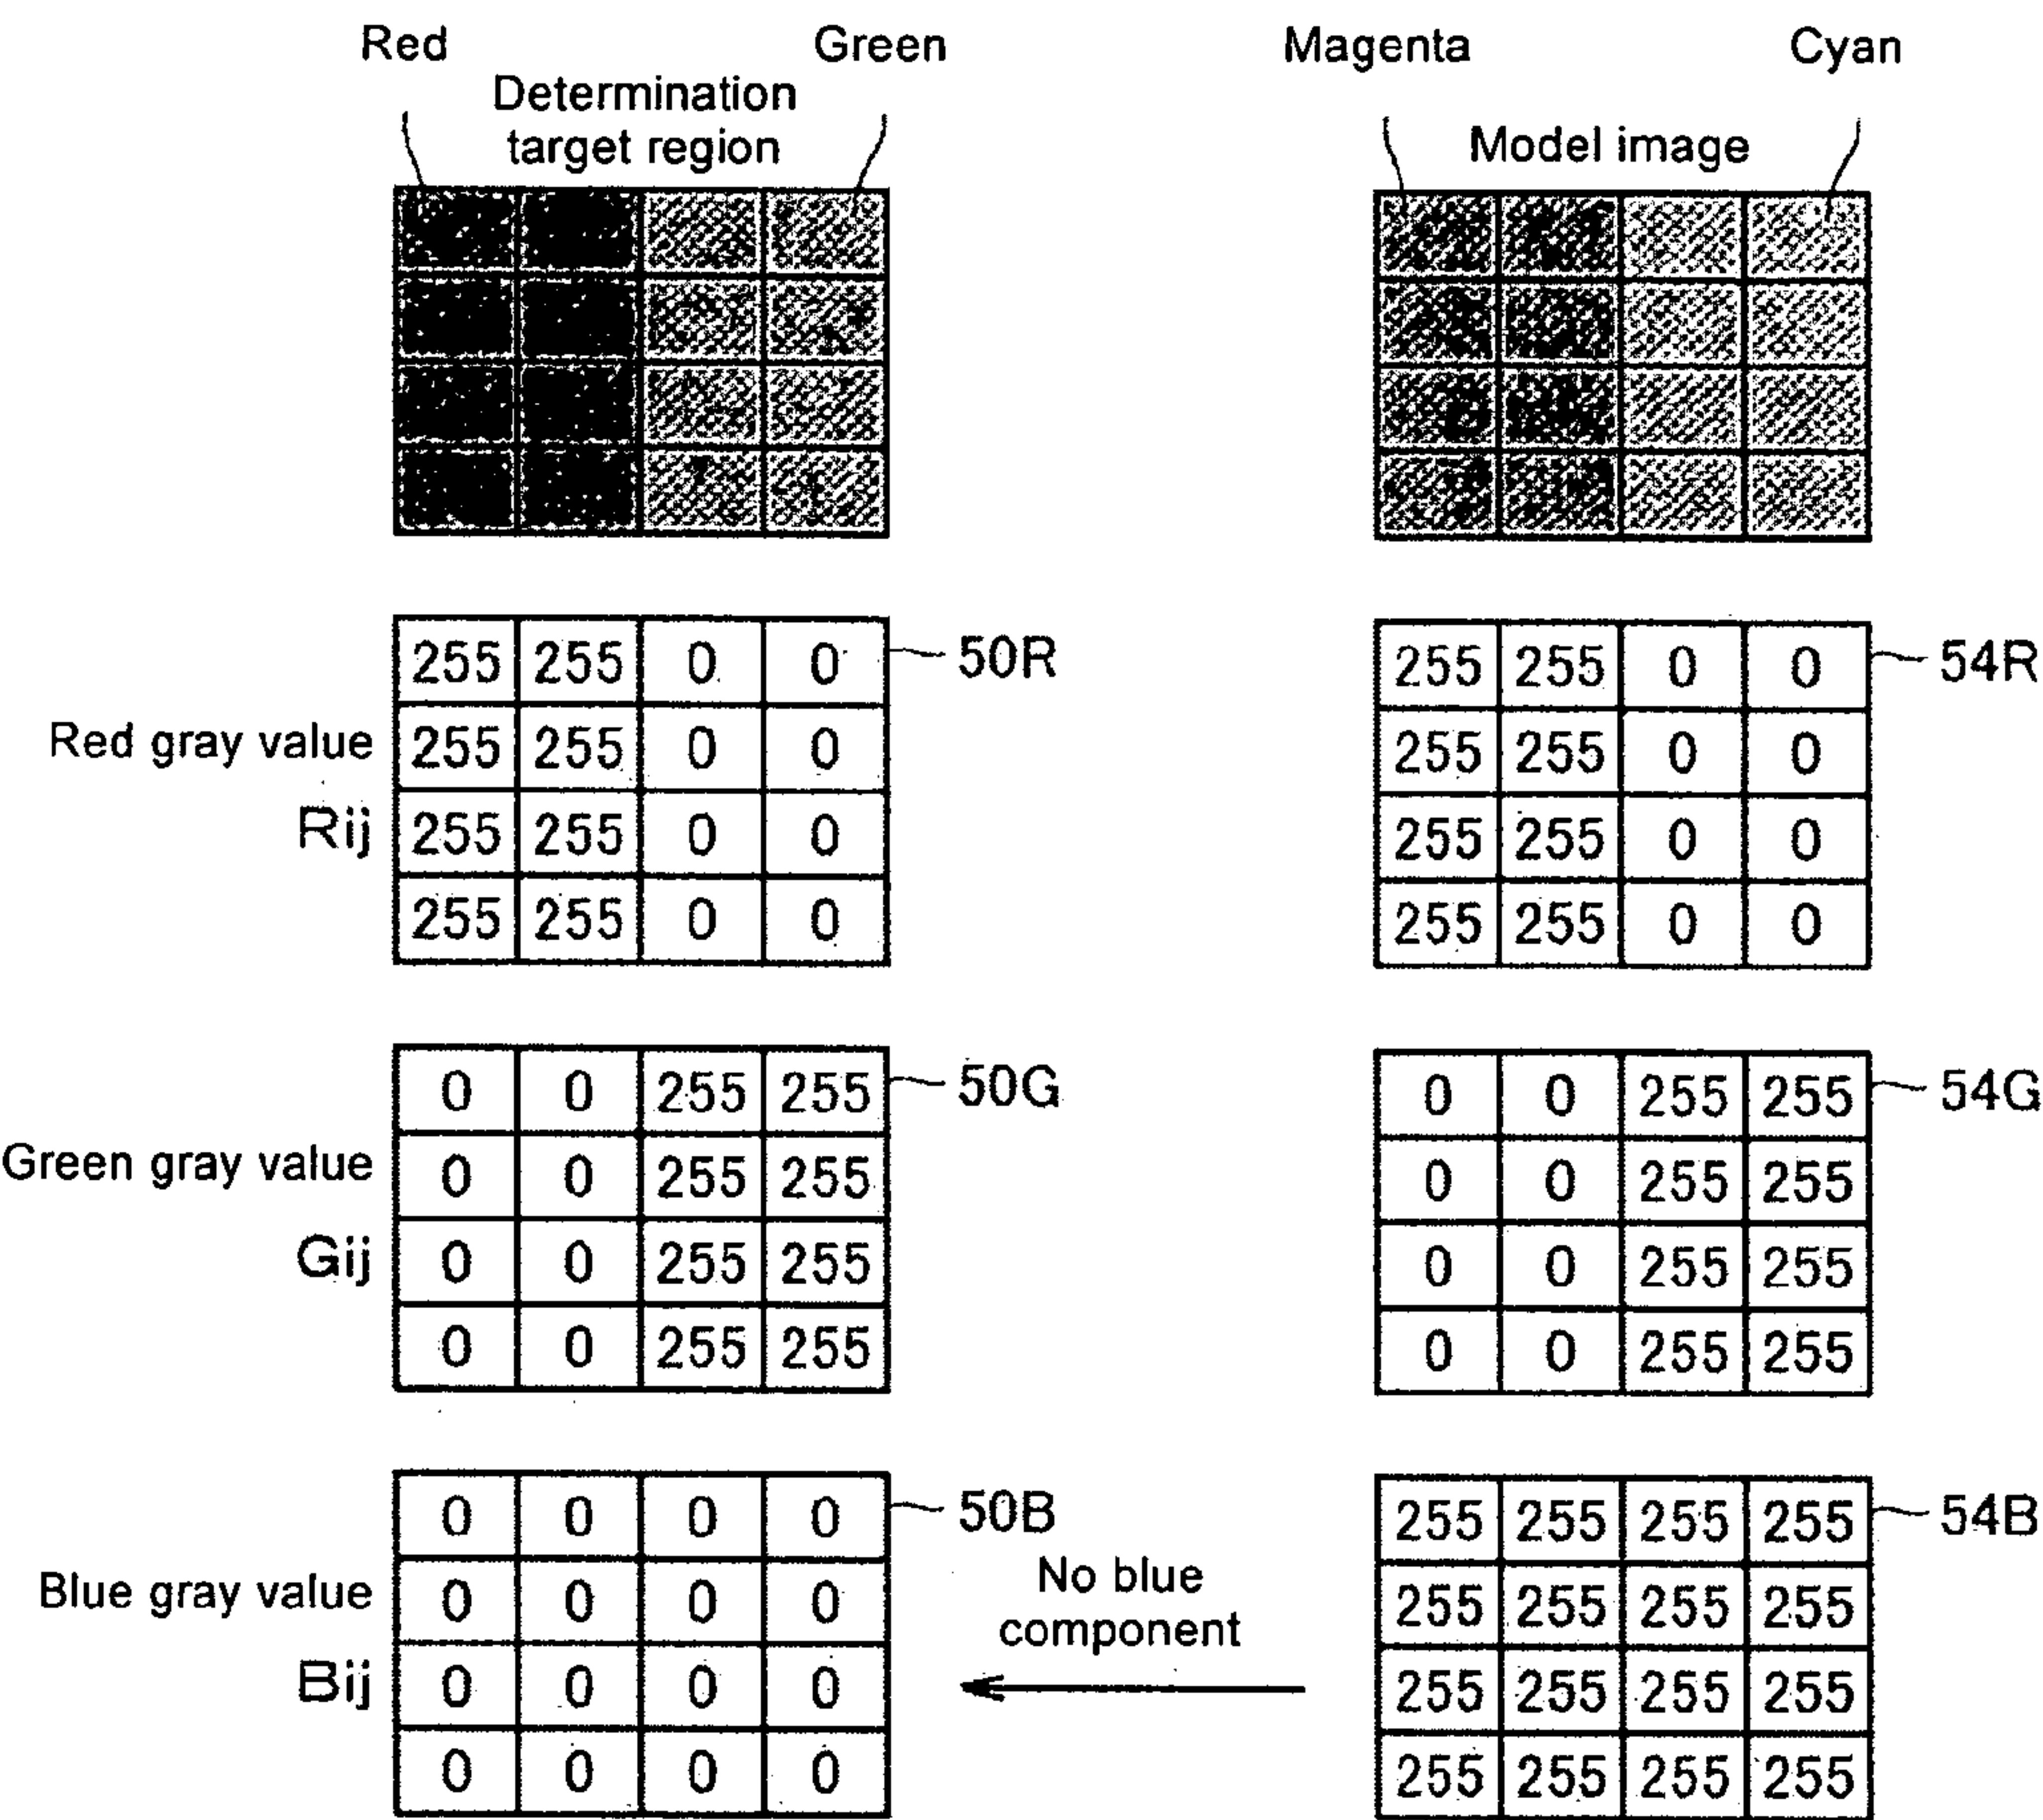 Red Green Magenta Cyan
Determination
target region Model image
255 255 0 0 50R 255 255 0 0 54R
Red gray value 255 255 0 0 255 255 0 0
Rij 255 255 0 0 255 255 0 0
255 255 0 0 255 255 0 0
0 0 255 255 50G 0 0 255 255 54G
Green gray value 0 0 255 255 0 0 255 255
Gij 0 0 255 255 0 0 255 255
0 0 255 255 0 0 255 255
0 0 0 0 50B 255 255 255 255 54B
Blue gray value 0 0 0 0 No blue 255 255 255 255
component
Bij 0 0 0 0 255 255 255 255
0 0 0 0 255 255 255 255